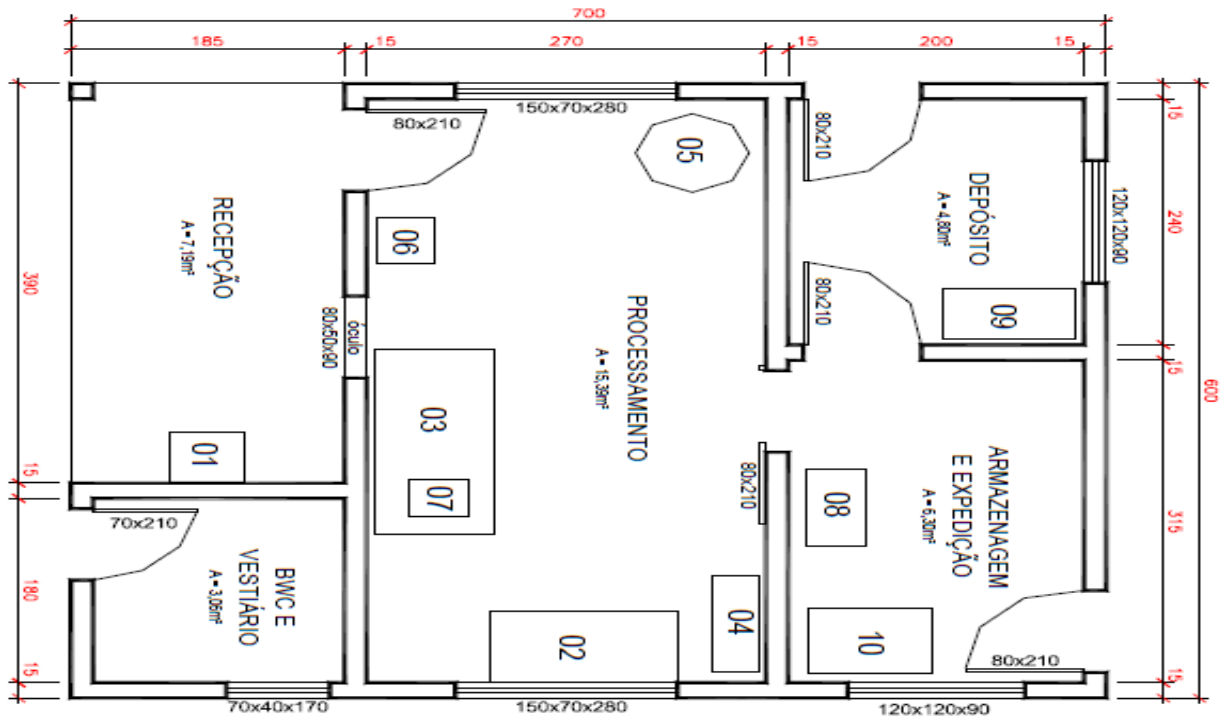 700
185
15
270
15
200
15
150x70x280
80x210
80x210
05
DEPÓSITO
A = 4,80m²
120x120x90
15
240
RECEPÇÃO
A = 7,19m²
06
390
80x50x90
óculo
PROCESSAMENTO
A = 15,39m²
80x210
09
15
600
03
01
07
15
80x210
08
ARMAZENAGEM
E EXPEDIÇÃO
A = 6,30m²
315
70x210
BWC E
VESTIÁRIO
A = 3,06m²
180
02
04
10
80x210
15
15
70x40x170
150x70x280
120x120x90